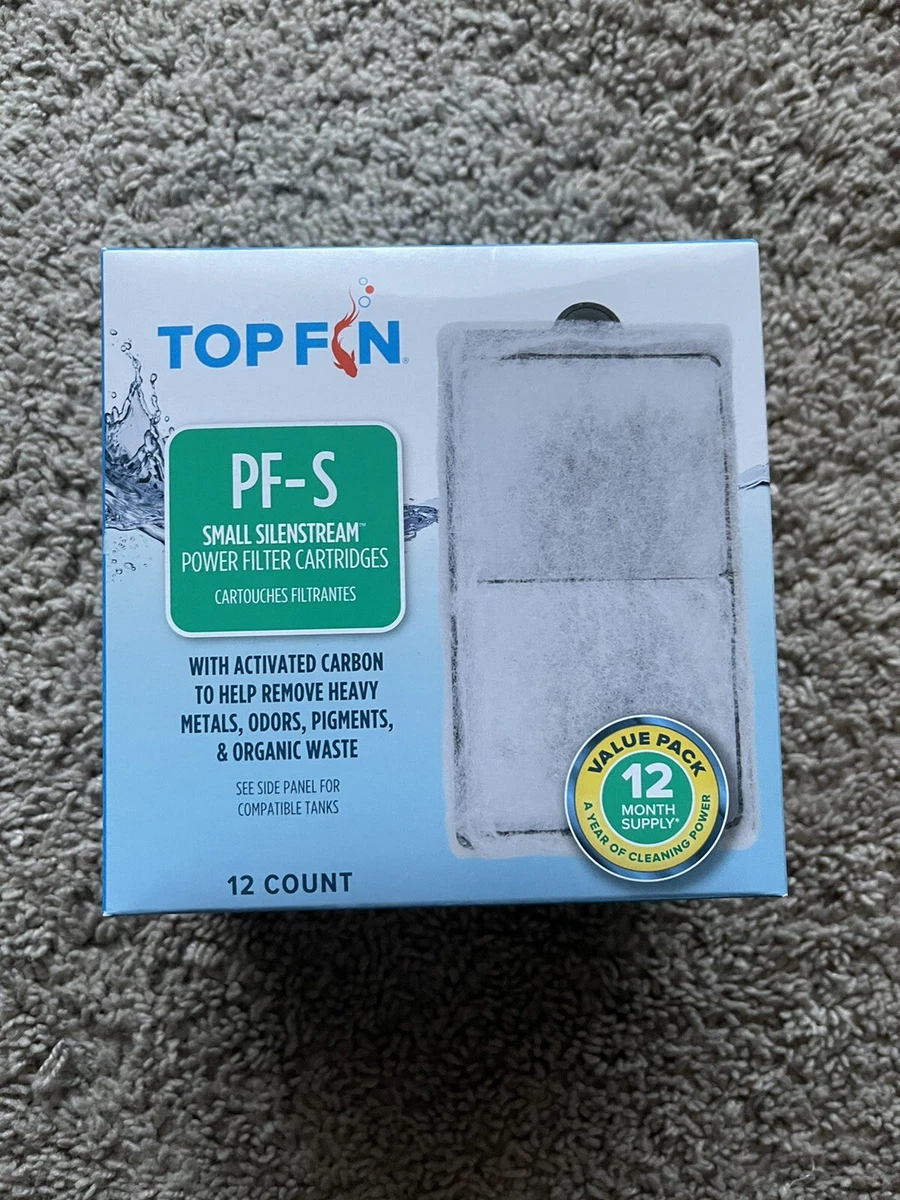 TOP FIN®
PF-S
SMALL SILENSTREAM™
POWER FILTER CARTRIDGES
CARTOUCHES FILTRANTES
WITH ACTIVATED CARBON
TO HELP REMOVE HEAVY
METALS, ODORS, PIGMENTS,
& ORGANIC WASTE
SEE SIDE PANEL FOR
COMPATIBLE TANKS
12 COUNT
VALUE PACK
12
MONTH
SUPPLY*
A YEAR OF CLEANING POWER